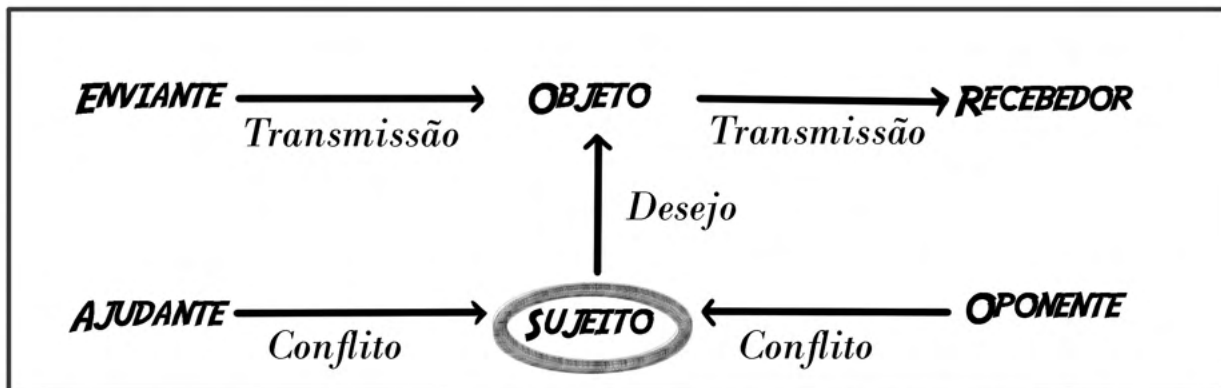 ENVIANTE OBJETO RECEBEDOR
Transmissão Transmissão
Desejo
AJUDANTE SUJEITO OPONENTE
Conflito Conflito